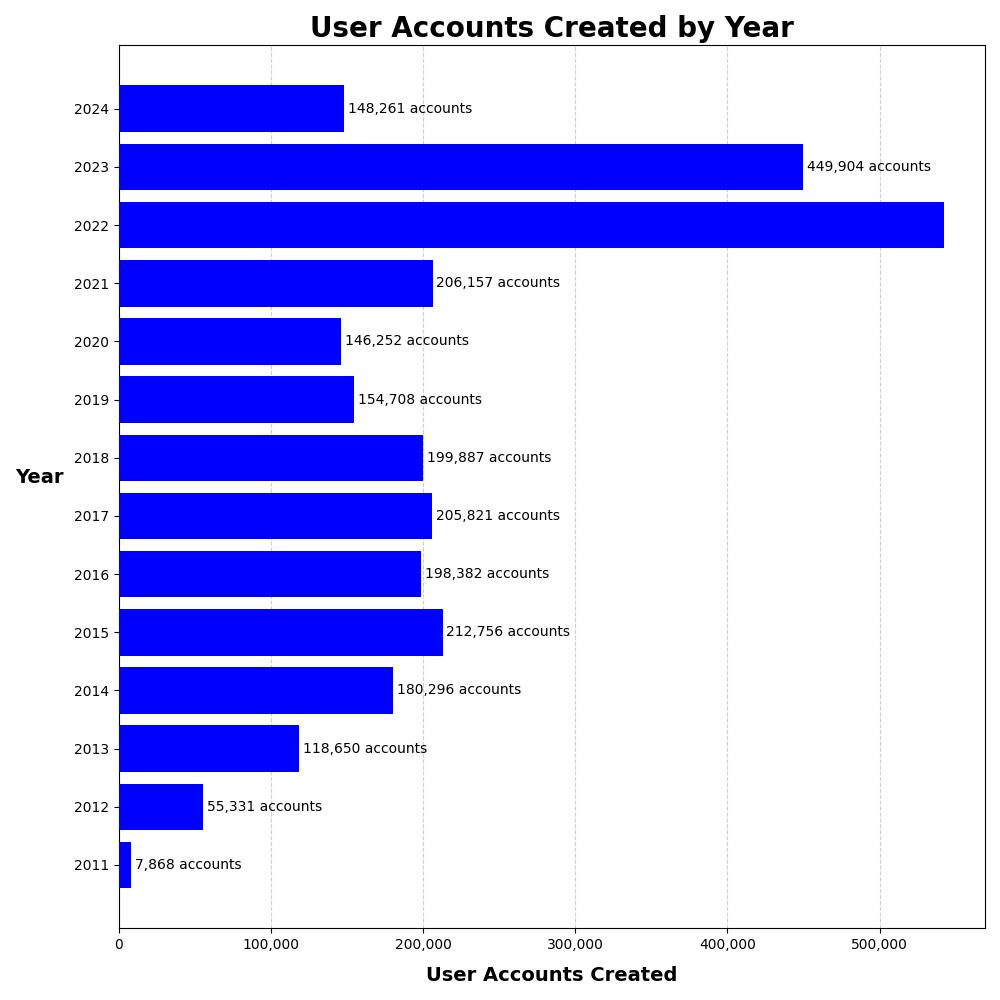 User Accounts Created by Year
2024
148,261 accounts
2023
449,904 accounts
2022
2021
206,157 accounts
2020
146,252 accounts
2019
154,708 accounts
2018
199,887 accounts
Year
2017
205,821 accounts
2016
198,382 accounts
2015
212,756 accounts
2014
180,296 accounts
2013
118,650 accounts
2012
55,331 accounts
2011
7,868 accounts
0
100,000
200,000
300,000
400,000
500,000
User Accounts Created